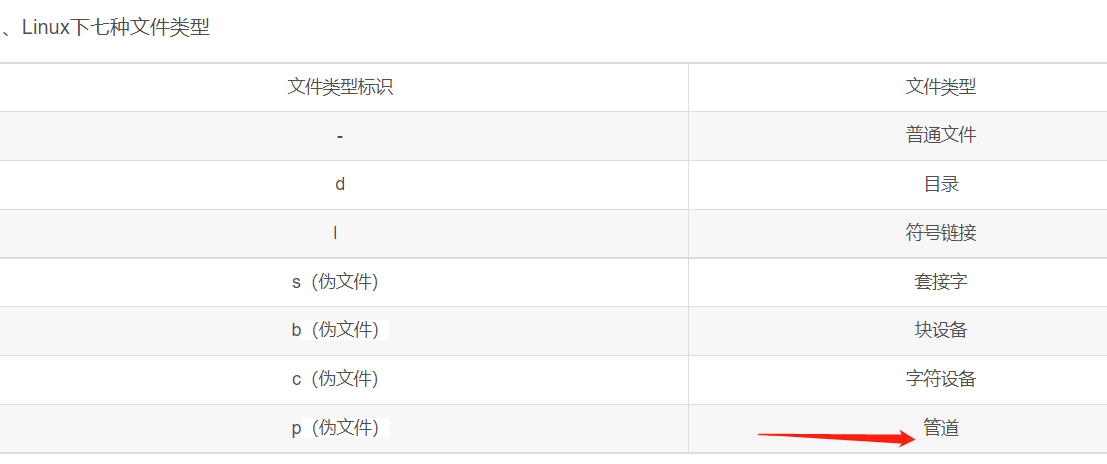 、Linux下七种文件类型
文件类型标识 文件类型
- 普通文件
d 目录
l 符号链接
s（伪文件） 套接字
b（伪文件） 块设备
c（伪文件） 字符设备
p（伪文件） 管道